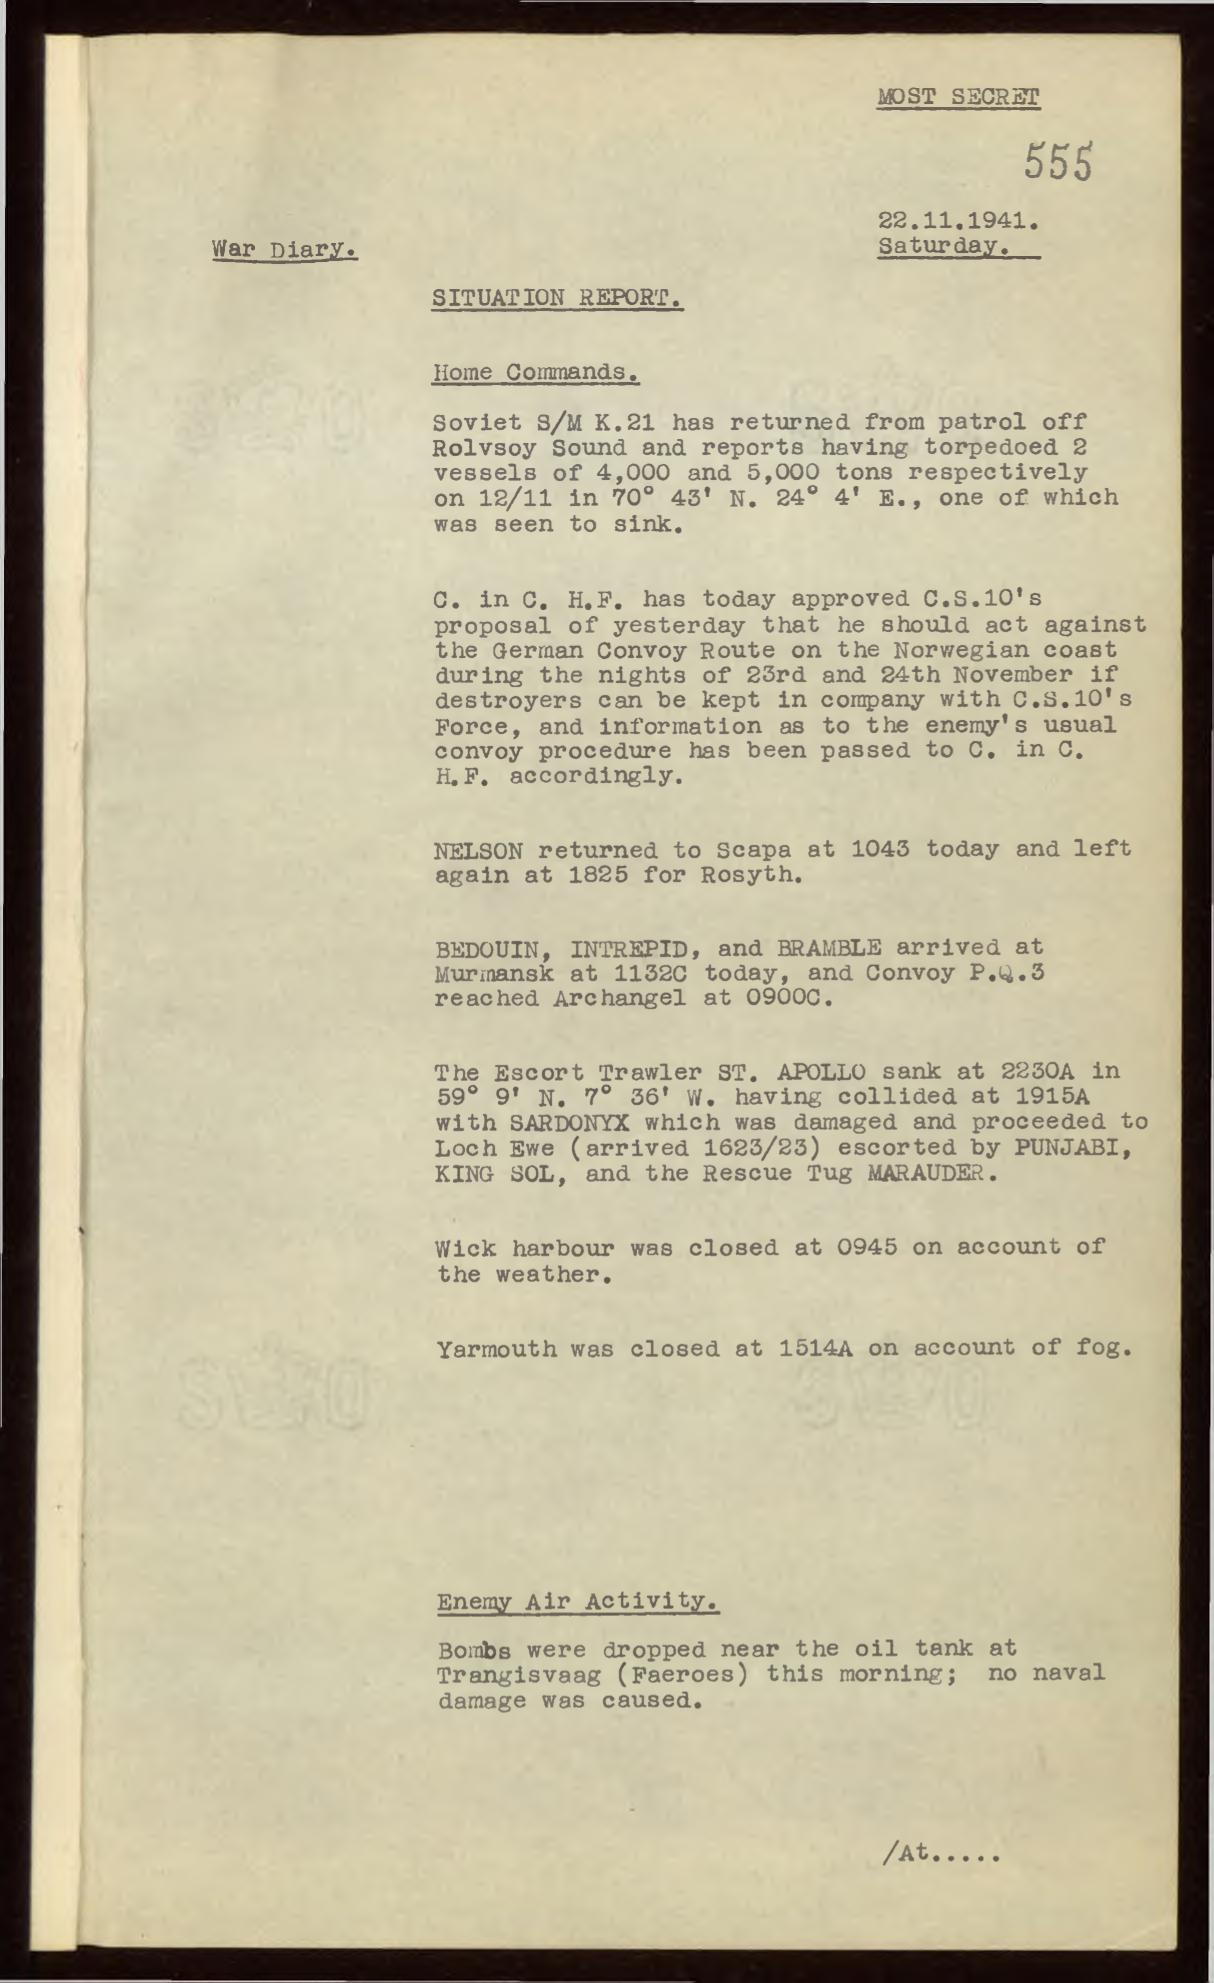 MOST SECRET
555
22.11.1941.
War Diary.
Saturday.
SITUATION REPORT.
Home Commands.
Soviet S/M K.21 has returned from patrol off
Rolvsoy Sound and reports having torpedoed 2
vessels of 4,000 and 5,000 tons respectively
on 12/11 in 70° 43' N. 24° 4' E., one of which
was seen to sink.
C. in C. H.F. has today approved C.S.10's
proposal of yesterday that he should act against
the German Convoy Route on the Norwegian coast
during the nights of 23rd and 24th November if
destroyers can be kept in company with C.S.10's
Force, and information as to the enemy's usual
convoy procedure has been passed to C. in C.
H.F. accordingly.
NELSON returned to Scapa at 1043 today and left
again at 1825 for Rosyth.
BEDOUIN, INTREPID, and BRAMBLE arrived at
Murmansk at 1132C today, and Convoy P.Q.3
reached Archangel at 0900C.
The Escort Trawler ST. APOLLO sank at 2230A in
59° 9' N. 7° 36' W. having collided at 1915A
with SARDONYX which was damaged and proceeded to
Loch Ewe (arrived 1623/23) escorted by PUNJABI,
KING SOL, and the Rescue Tug MARAUDER.
Wick harbour was closed at 0945 on account of
the weather.
Yarmouth was closed at 1514A on account of fog.
Enemy Air Activity.
Bombs were dropped near the oil tank at
Trangisvaag (Faeroes) this morning; no naval
damage was caused.
/At.....